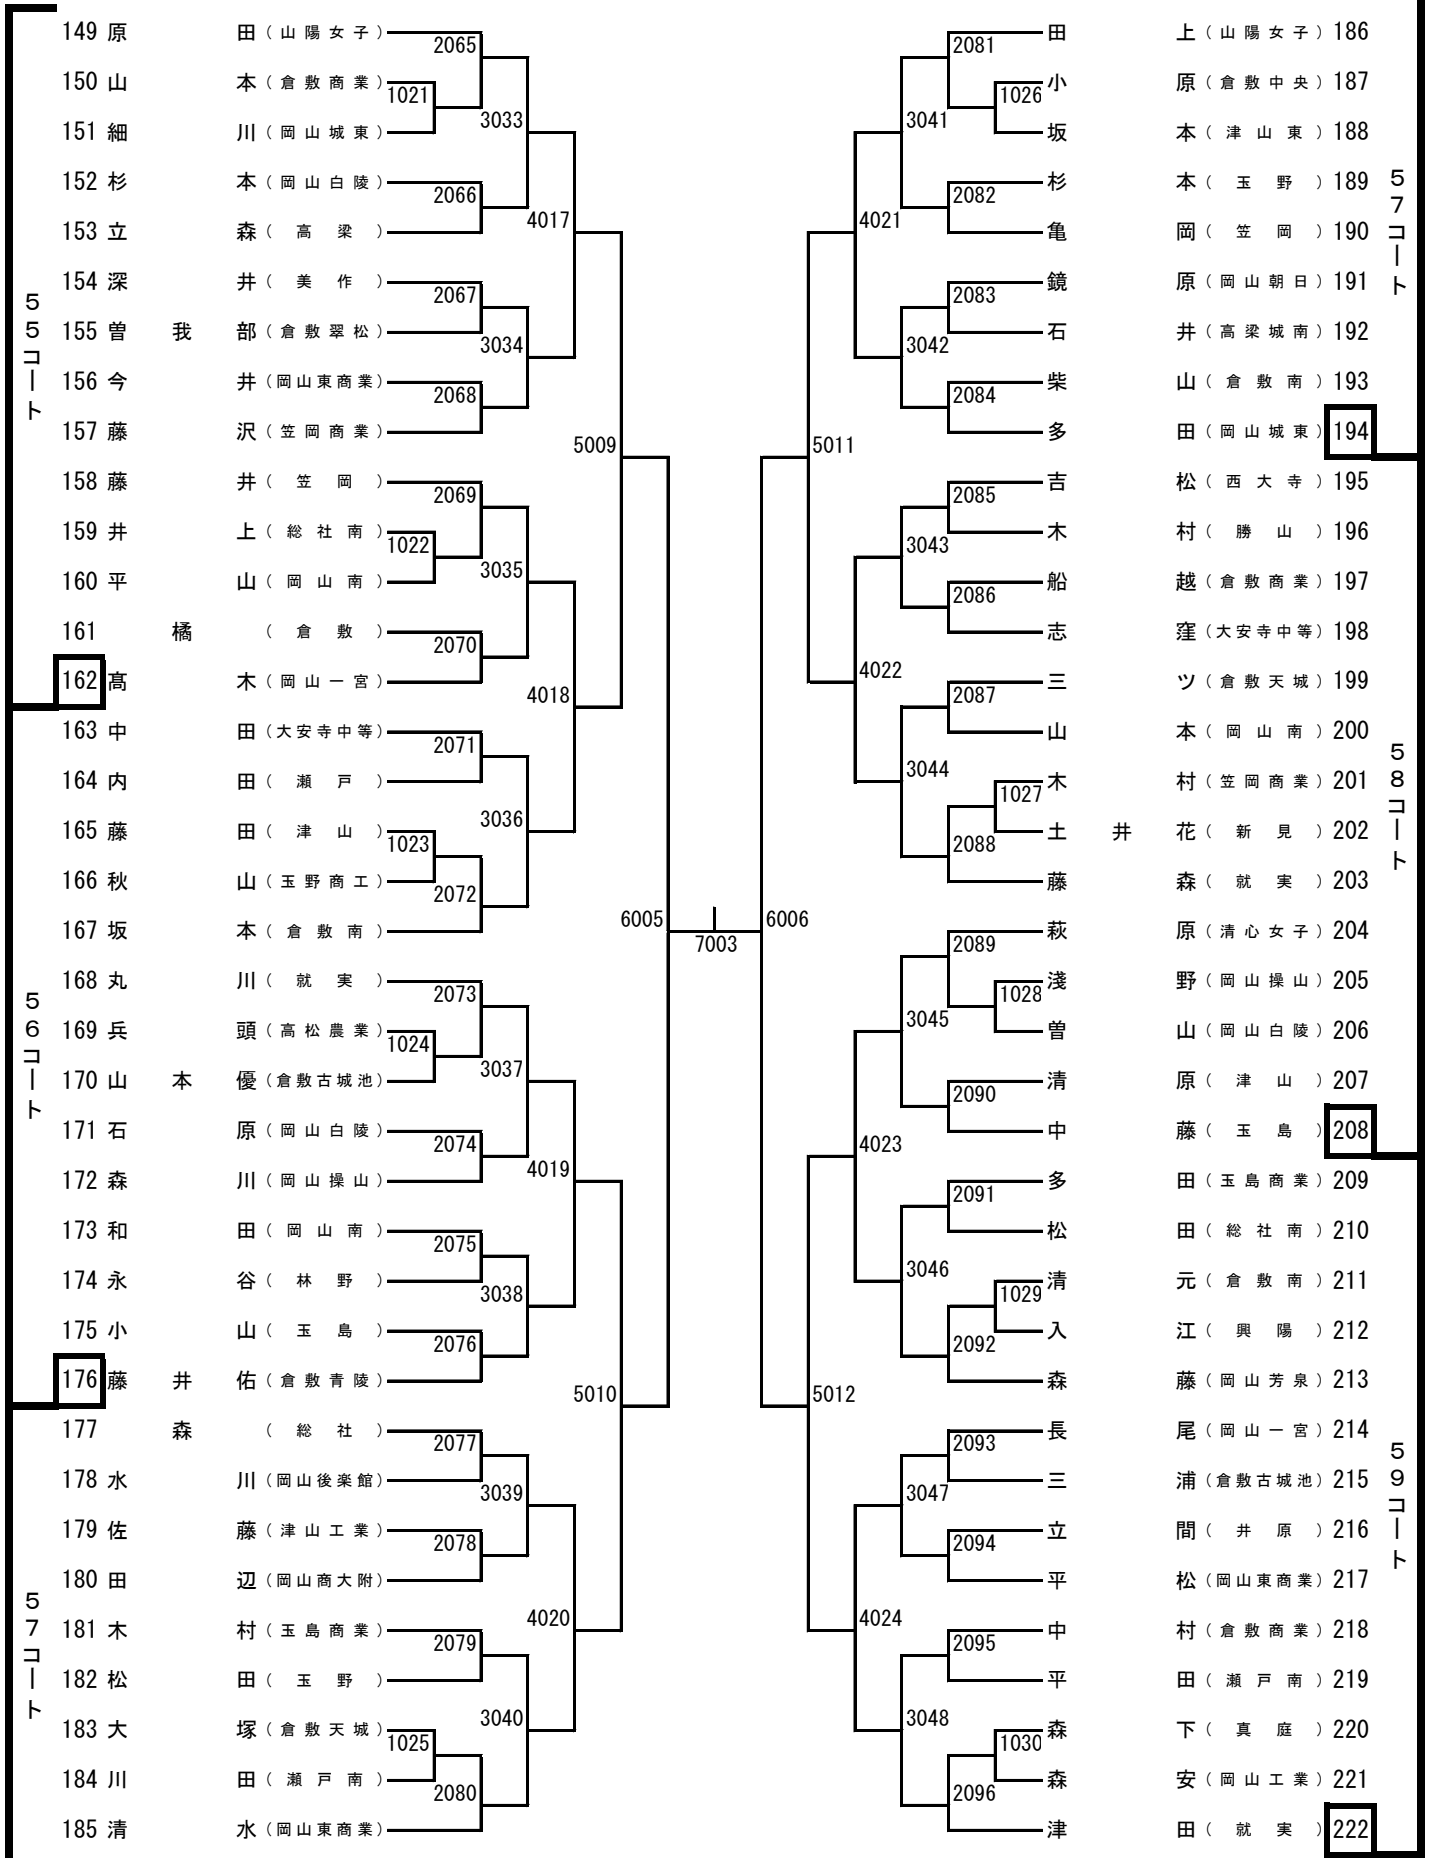 149 原田（山陽女子）
2065
150 山本（倉敷商業）
1021
151 細川（岡山城東）
3033
152 杉本（岡山白陵）
2066
153 立森（高梁）
4017
154 深井（美作）
2067
155 曽我部（倉敷翠松）
3034
156 今井（岡山東商業）
2068
157 藤沢（笠岡商業）
5009
158 藤井（笠岡）
2069
159 井上（総社南）
1022
160 平山（岡山南）
3035
161 橘（倉敷）
2070
162 髙木（岡山一宮）
4018
163 中田（大安寺中等）
2071
164 内田（瀬戸）
3036
165 藤田（津山）
1023
166 秋山（玉野商工）
2072
167 坂本（倉敷南）
6005
168 丸川（就実）
2073
169 兵頭（高松農業）
1024
170 山本優（倉敷古城池）
3037
171 石原（岡山白陵）
2074
172 森川（岡山操山）
4019
173 和田（岡山南）
2075
174 永谷（林野）
3038
175 小山（玉島）
2076
176 藤井佑（倉敷青陵）
5010
177 森（総社）
2077
178 水川（岡山後楽館）
3039
179 佐藤（津山工業）
2078
180 田辺（岡山商大附）
4020
181 木村（玉島商業）
2079
182 松田（玉野）
3040
183 大塚（倉敷天城）
1025
184 川田（瀬戸南）
2080
185 清水（岡山東商業）
55コート
56コート
57コート
7003
田上（山陽女子）186
2081
小原（倉敷中央）187
1026
坂本（津山東）188
3041
杉本（玉野）189
2082
亀岡（笠岡）190
4021
鏡原（岡山朝日）191
2083
石井（高梁城南）192
3042
柴山（倉敷南）193
2084
多田（岡山城東）194
5011
吉松（西大寺）195
2085
木村（勝山）196
3043
船越（倉敷商業）197
2086
志窪（大安寺中等）198
4022
三ツ（倉敷天城）199
2087
山本（岡山南）200
3044
木村（笠岡商業）201
1027
土井花（新見）202
2088
藤森（就実）203
6006
萩原（清心女子）204
2089
淺野（岡山操山）205
1028
曽山（岡山白陵）206
3045
清原（津山）207
2090
中藤（玉島）208
4023
多田（玉島商業）209
2091
松田（総社南）210
3046
清元（倉敷南）211
1029
入江（興陽）212
2092
森藤（岡山芳泉）213
5012
長尾（岡山一宮）214
2093
三浦（倉敷古城池）215
3047
立間（井原）216
2094
平松（岡山東商業）217
4024
中村（倉敷商業）218
2095
平田（瀬戸南）219
3048
森下（真庭）220
1030
森安（岡山工業）221
2096
津田（就実）222
57コート
58コート
59コート